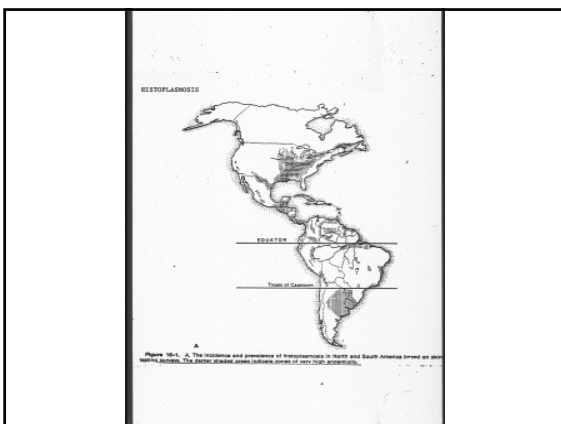 HISTOPLASMOSIS
EQUATOR
Tropic of Capricorn
A
Figure 15-1. A, The incidence and prevalence of histoplasmosis in North and South America based on skin
testing surveys. The darker shaded areas indicate zones of very high endemicity.